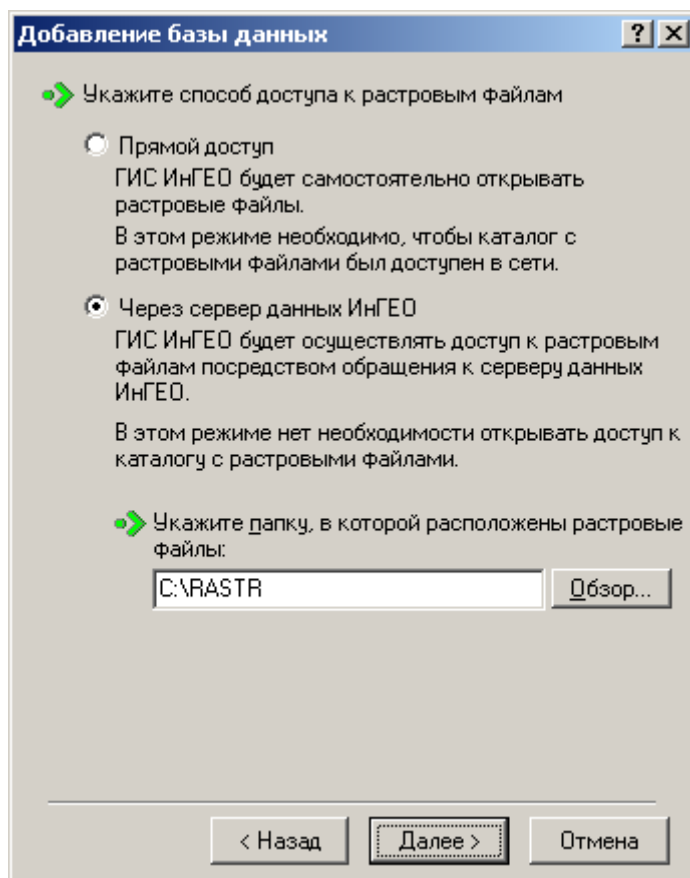 Добавление базы данных
Укажите способ доступа к растровым файлам
Прямой доступ
ГИС ИнГЕО будет самостоятельно открывать
растровые файлы.
В этом режиме необходимо, чтобы каталог с
растровыми файлами был доступен в сети.
Через сервер данных ИнГЕО
ГИС ИнГЕО будет осуществлять доступ к растровым
файлам посредством обращения к серверу данных
ИнГЕО.
В этом режиме нет необходимости открывать доступ к
каталогу с растровыми файлами.
Укажите папку, в которой расположены растровые
файлы:
C:\RASTR
Обзор...
< Назад
Далее >
Отмена